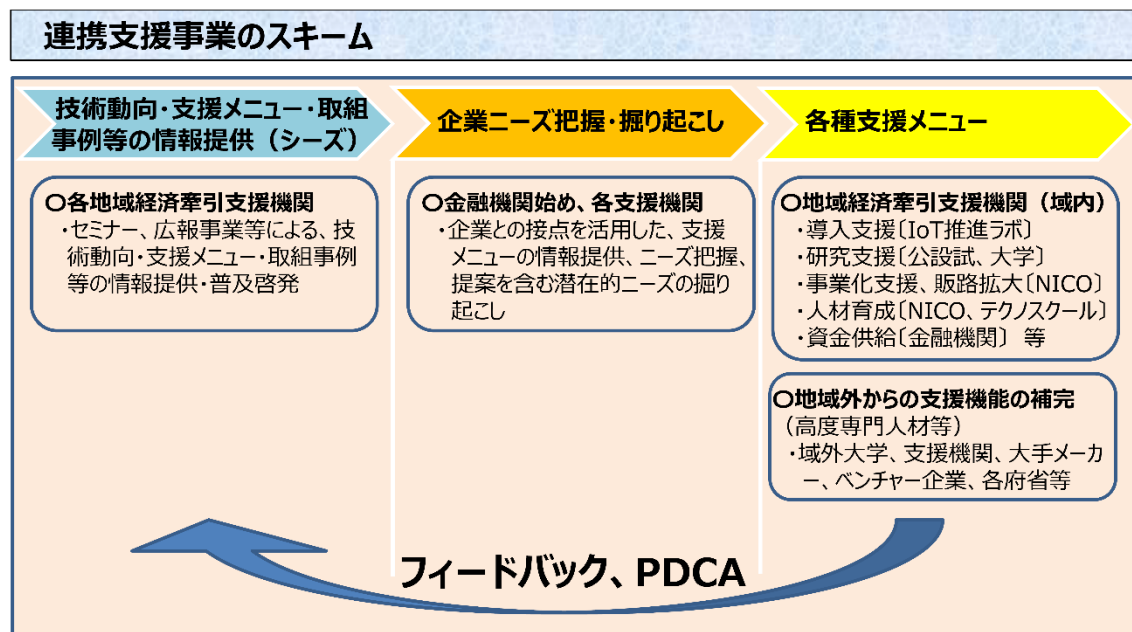 連携支援事業のスキーム
技術動向・支援メニュー・取組
事例等の情報提供（シーズ）
〇各地域経済牽引支援機関
・セミナー、広報事業等による、技
術動向・支援メニュー・取組事例
等の情報提供・普及啓発
企業ニーズ把握・掘り起こし
〇金融機関始め、各支援機関
・企業との接点を活用した、支援
メニューの情報提供、ニーズ把握、
提案を含む潜在的ニーズの掘り
起こし
各種支援メニュー
〇地域経済牽引支援機関（域内）
・導入支援〔IoT推進ラボ〕
・研究支援〔公設試、大学〕
・事業化支援、販路拡大〔NICO〕
・人材育成〔NICO、テクノスクール〕
・資金供給〔金融機関〕 等
〇地域外からの支援機能の補完
（高度専門人材等）
・域外大学、支援機関、大手メーカ
ー、ベンチャー企業、各府省等
フィードバック、PDCA